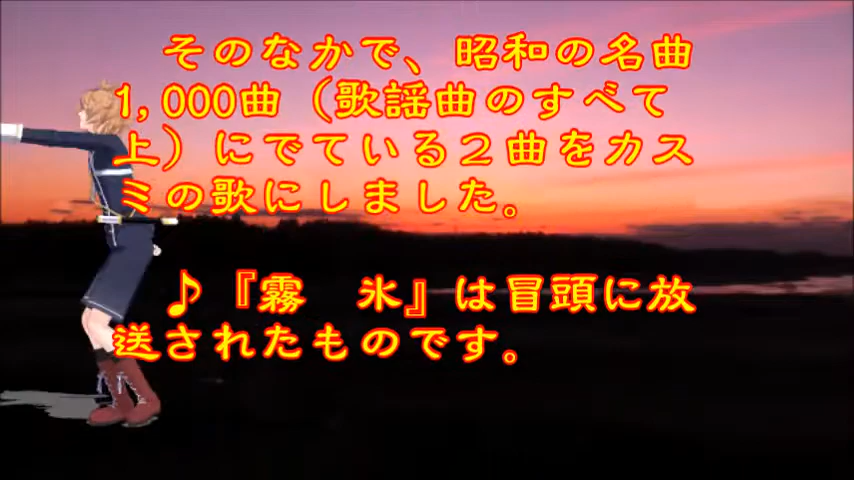 そのなかで、昭和の名曲
1,000曲（歌謡曲のすべて
上）にでている２曲をカス
ミの歌にしました。
♪『霧　氷』は冒頭に放
送されたものです。